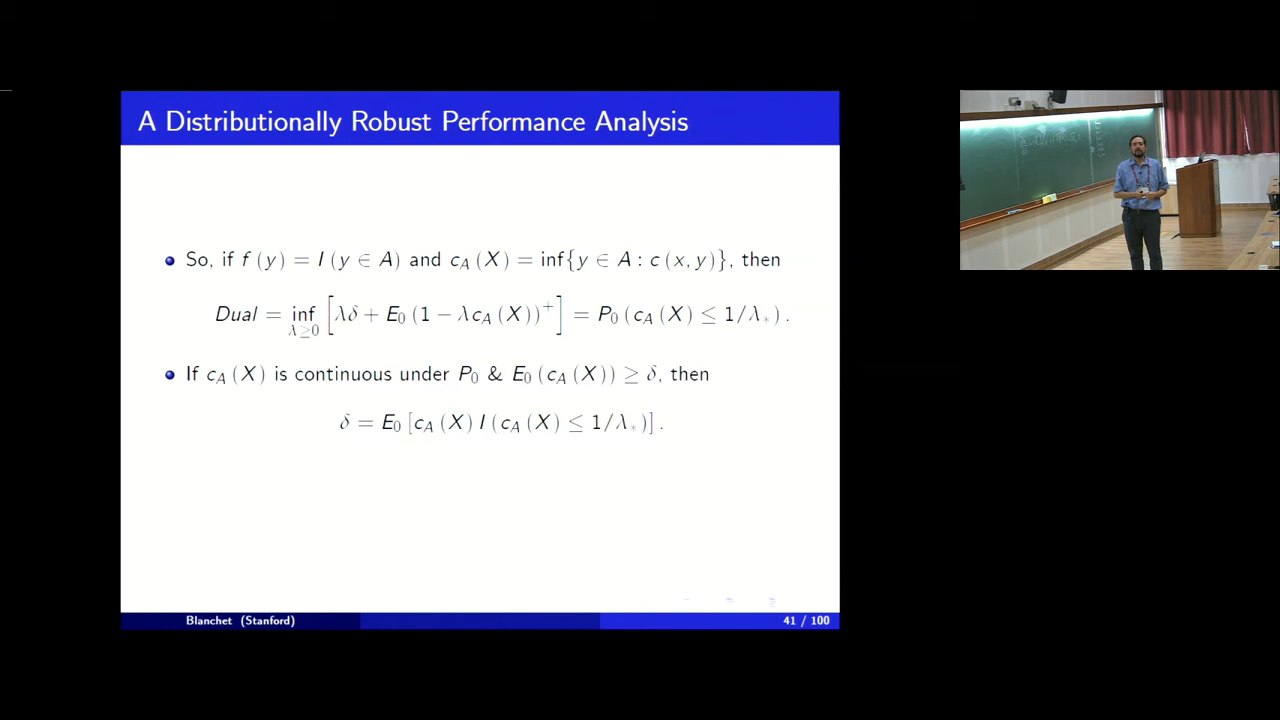 A Distributionally Robust Performance Analysis
So, if f (y) = I (y ∈ A) and c_A (X) = inf{y ∈ A : c (x, y)}, then
Dual = inf_{λ≥0} [λδ + E_0 (1 − λc_A (X))^+] = P_0 (c_A (X) ≤ 1/λ_*) .
If c_A (X) is continuous under P_0 & E_0 (c_A (X)) ≥ δ, then
δ = E_0 [c_A (X) I (c_A (X) ≤ 1/λ_*)] .
Blanchet (Stanford)
41 / 100